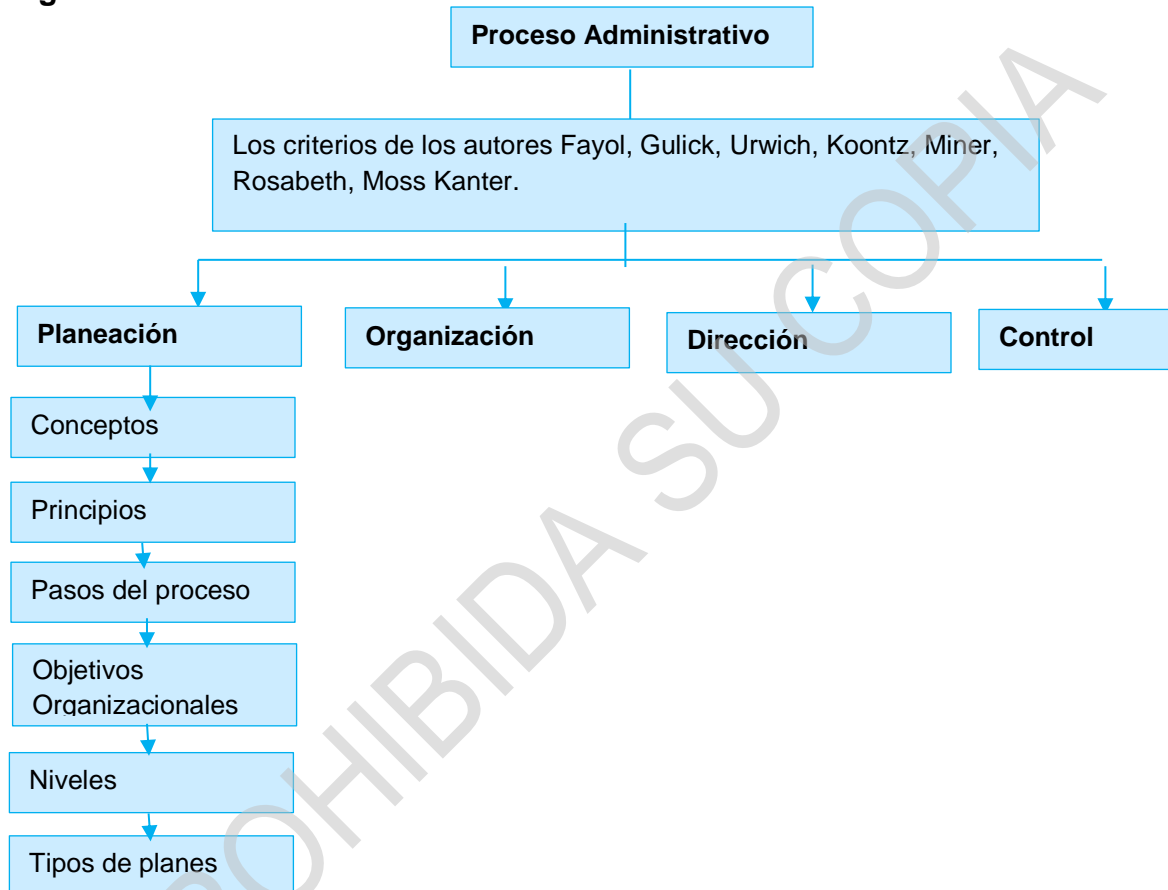 Proceso Administrativo
Los criterios de los autores Fayol, Gulick, Urwich, Koontz, Miner,
Rosabeth, Moss Kanter.
Planeación
Organización
Dirección
Control
Conceptos
Principios
Pasos del proceso
Objetivos
Organizacionales
Niveles
Tipos de planes
OHIBIDA SU COPIA